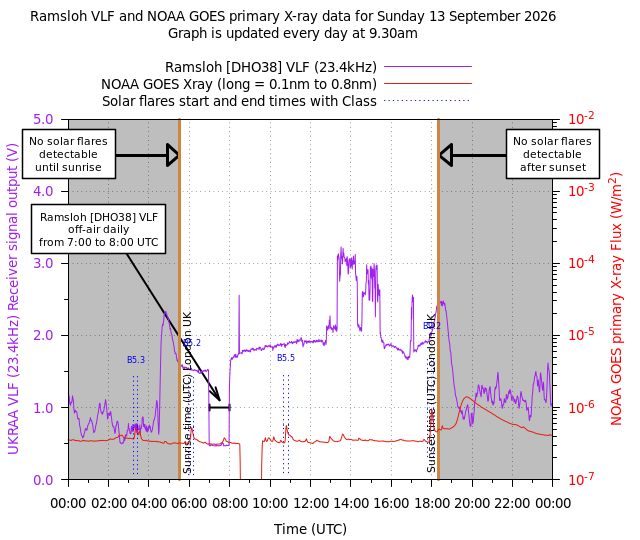 Ramsloh VLF and NOAA GOES primary X-ray data for Sunday 13 September 2026
Graph is updated every day at 9.30am
Ramsloh [DHO38] VLF (23.4kHz)
NOAA GOES Xray (long = 0.1nm to 0.8nm)
Solar flares start and end times with Class
5.0
4.0
3.0
2.0
1.0
0.0
UKRAA VLF (23.4kHz) Receiver signal output (V)
No solar flares
detectable
until sunrise
Ramsloh [DHO38] VLF
off-air daily
from 7:00 to 8:00 UTC
No solar flares
detectable
after sunset
B5.3
B5.5
Sunrise time (UTC) London UK
Sunset time (UTC) London UK
10⁻²
10⁻³
10⁻⁴
10⁻⁵
10⁻⁶
10⁻⁷
NOAA GOES primary X-ray Flux (W/m²)
00:00 02:00 04:00 06:00 08:00 10:00 12:00 14:00 16:00 18:00 20:00 22:00 00:00
Time (UTC)